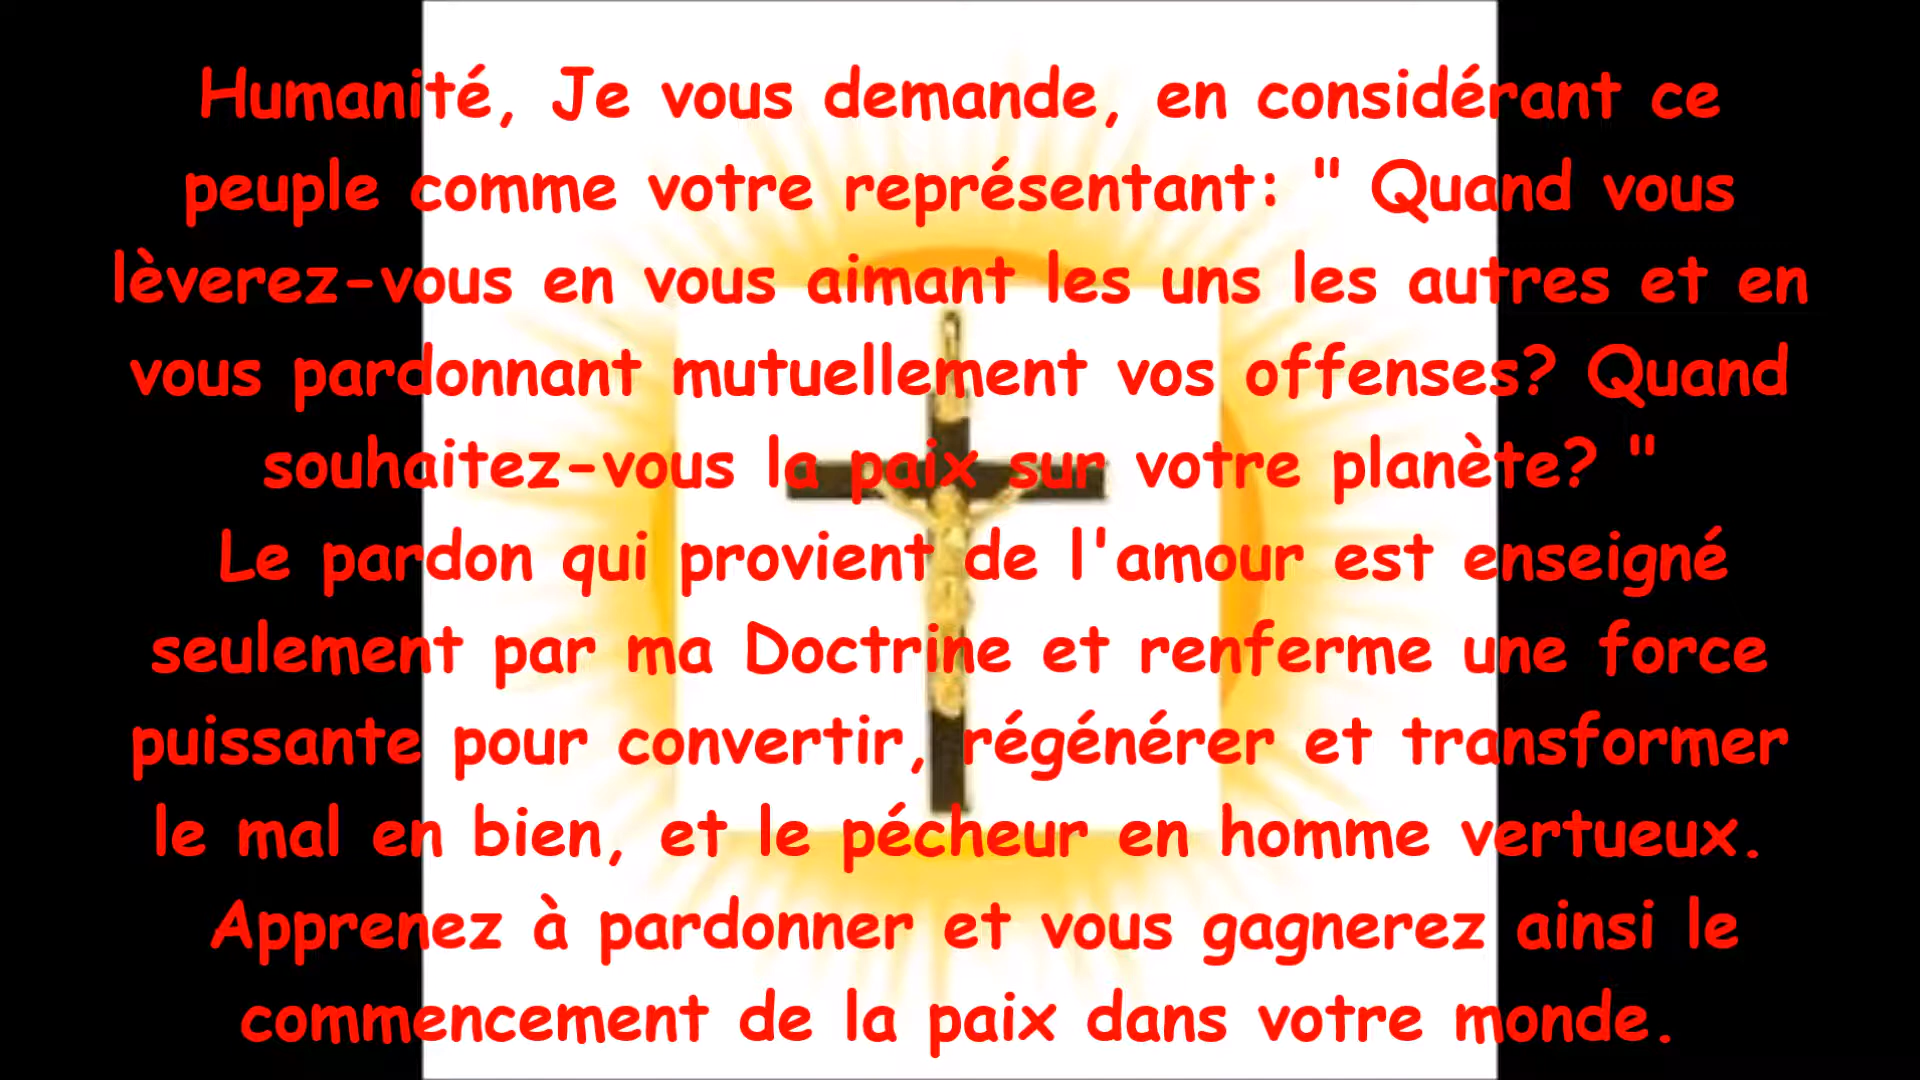 Humanité, Je vous demande, en considérant ce
peuple comme votre représentant: " Quand vous
lèverez-vous en vous aimant les uns les autres et en
vous pardonnant mutuellement vos offenses? Quand
souhaitez-vous la paix sur votre planète? "
Le pardon qui provient de l'amour est enseigné
seulement par ma Doctrine et renferme une force
puissante pour convertir, régénérer et transformer
le mal en bien, et le pécheur en homme vertueux.
Apprenez à pardonner et vous gagnerez ainsi le
commencement de la paix dans votre monde.